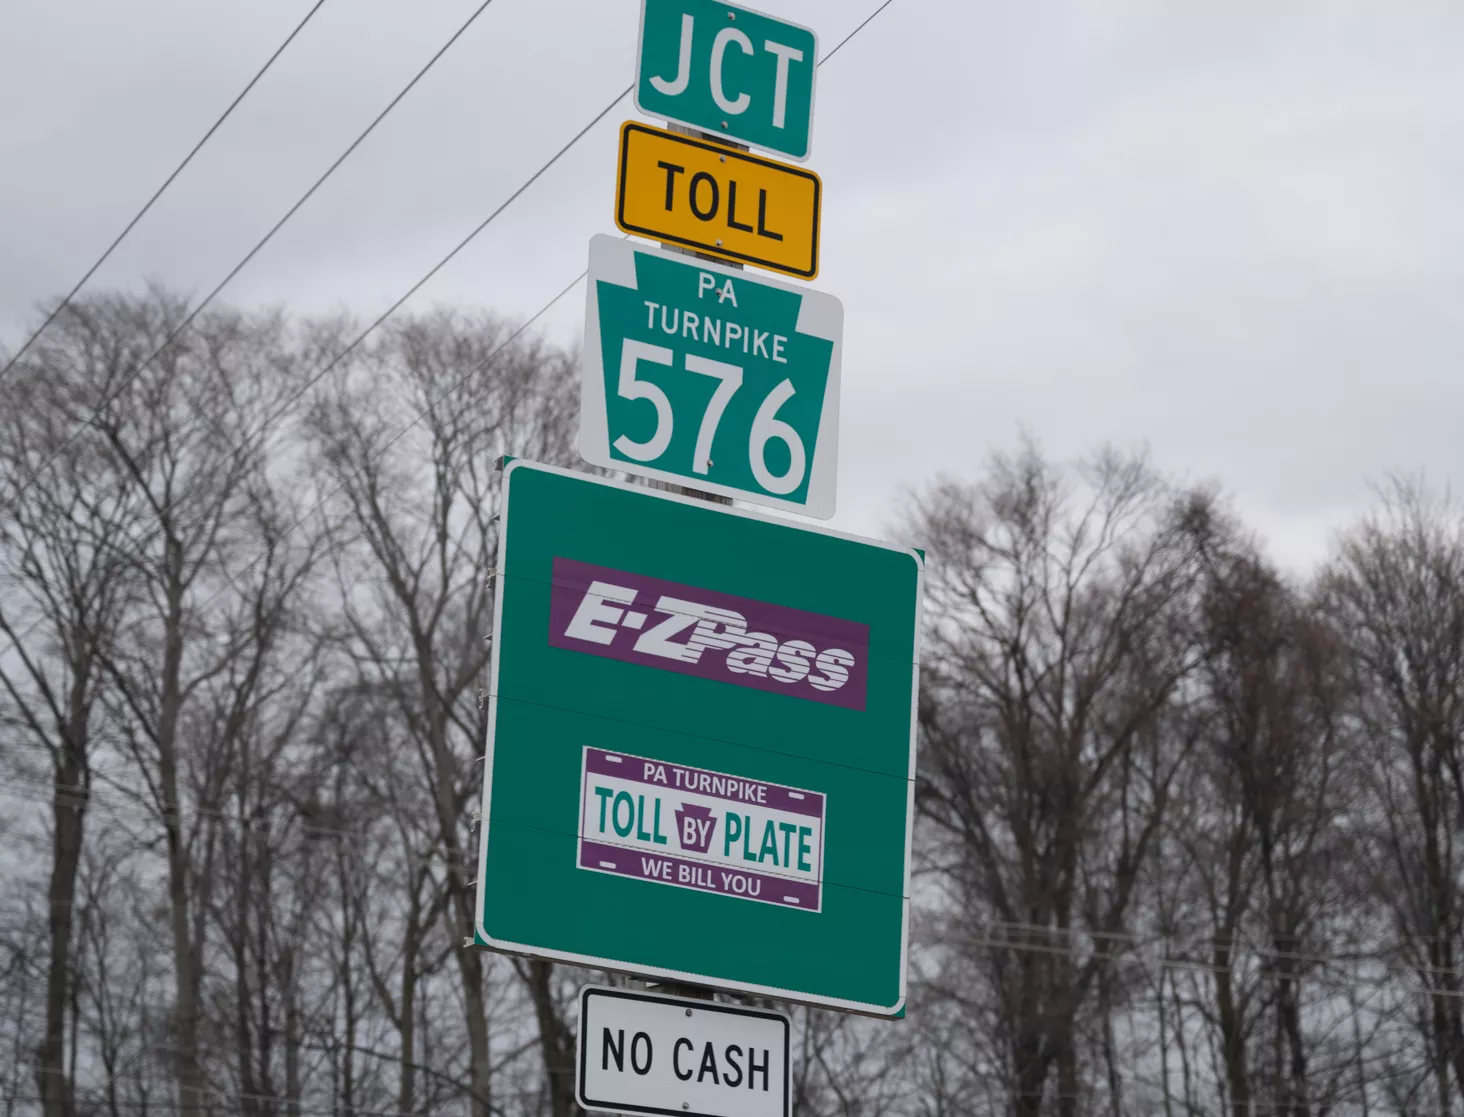 JCT
TOLL
PA
TURNPIKE
576
E-ZPass
PA TURNPIKE
TOLL BY PLATE
WE BILL YOU
NO CASH